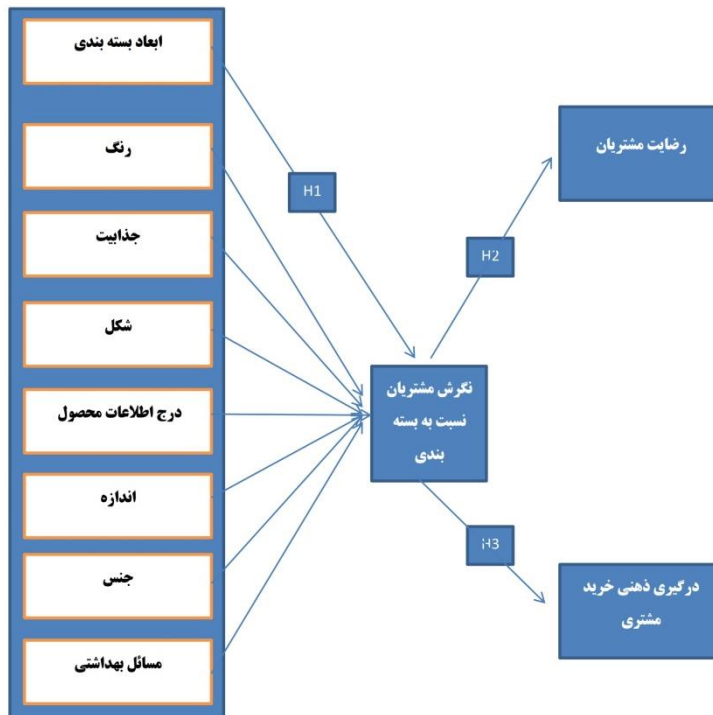 ابعاد بسته بندی
رنگ
جذابیت
شکل
درج اطلاعات محصول
اندازه
جنس
مسائل بهداشتی
H1
نگرش مشتریان
نسبت به بسته
بندی
H2
رضایت مشتریان
H3
درگیری ذهنی خرید
مشتری